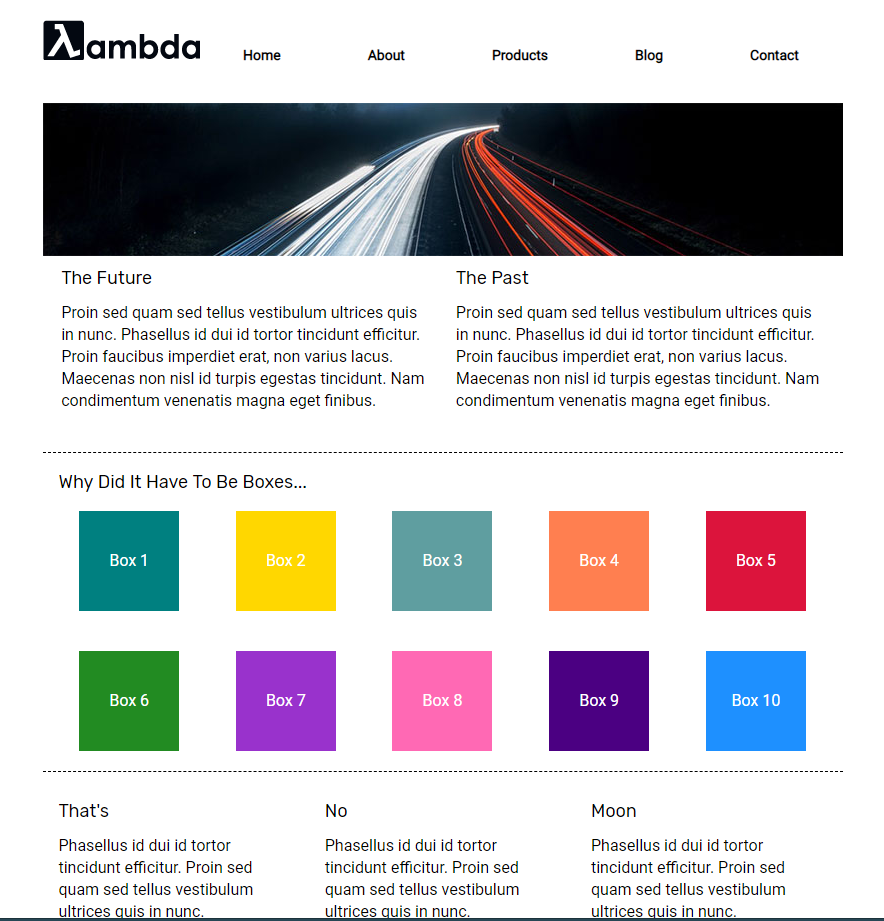 λambda
Home About Products Blog Contact
The Future
Proin sed quam sed tellus vestibulum ultrices quis
in nunc. Phasellus id dui id tortor tincidunt efficitur.
Proin faucibus imperdiet erat, non varius lacus.
Maecenas non nisl id turpis egestas tincidunt. Nam
condimentum venenatis magna eget finibus.
The Past
Proin sed quam sed tellus vestibulum ultrices quis
in nunc. Phasellus id dui id tortor tincidunt efficitur.
Proin faucibus imperdiet erat, non varius lacus.
Maecenas non nisl id turpis egestas tincidunt. Nam
condimentum venenatis magna eget finibus.
Why Did It Have To Be Boxes...
Box 1 Box 2 Box 3 Box 4 Box 5
Box 6 Box 7 Box 8 Box 9 Box 10
That's
Phasellus id dui id tortor
tincidunt efficitur. Proin sed
quam sed tellus vestibulum
ultrices quis in nunc.
No
Phasellus id dui id tortor
tincidunt efficitur. Proin sed
quam sed tellus vestibulum
ultrices quis in nunc.
Moon
Phasellus id dui id tortor
tincidunt efficitur. Proin sed
quam sed tellus vestibulum
ultrices quis in nunc.